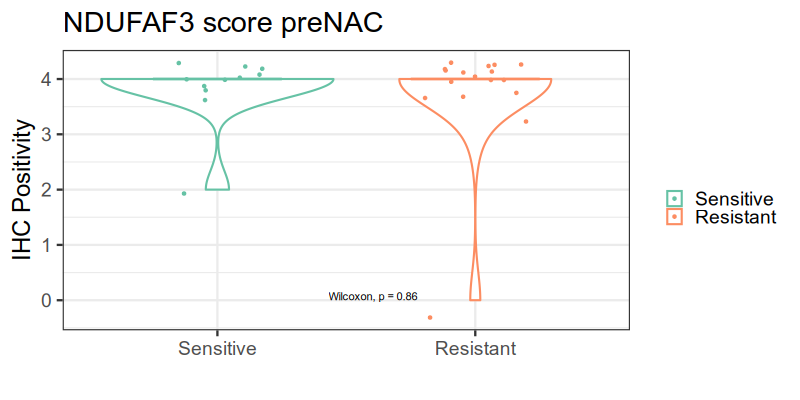 NDUFAF3 score preNAC
IHC Positivity
4
3
2
1
0
Wilcoxon, p = 0.86
Sensitive
Resistant
Sensitive
Resistant